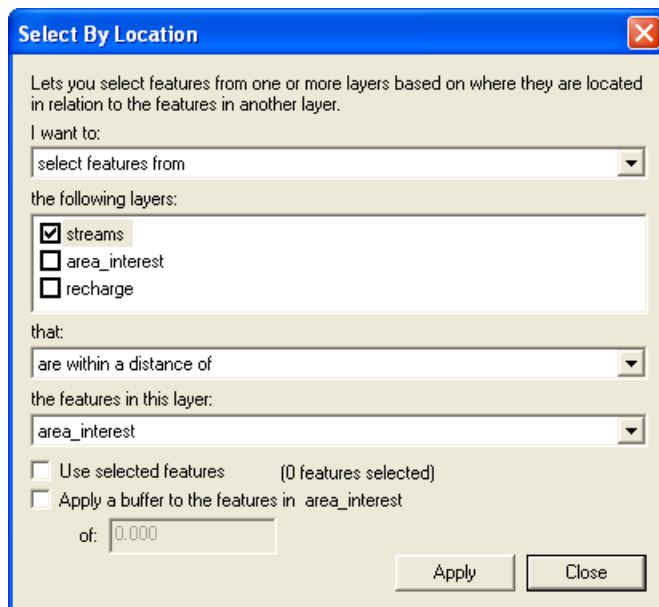 Select By Location
Lets you select features from one or more layers based on where they are located
in relation to the features in another layer.
I want to:
select features from
the following layers:
streams
area_interest
recharge
that:
are within a distance of
the features in this layer:
area_interest
Use selected features (0 features selected)
Apply a buffer to the features in area_interest
of: 0.000
Apply Close